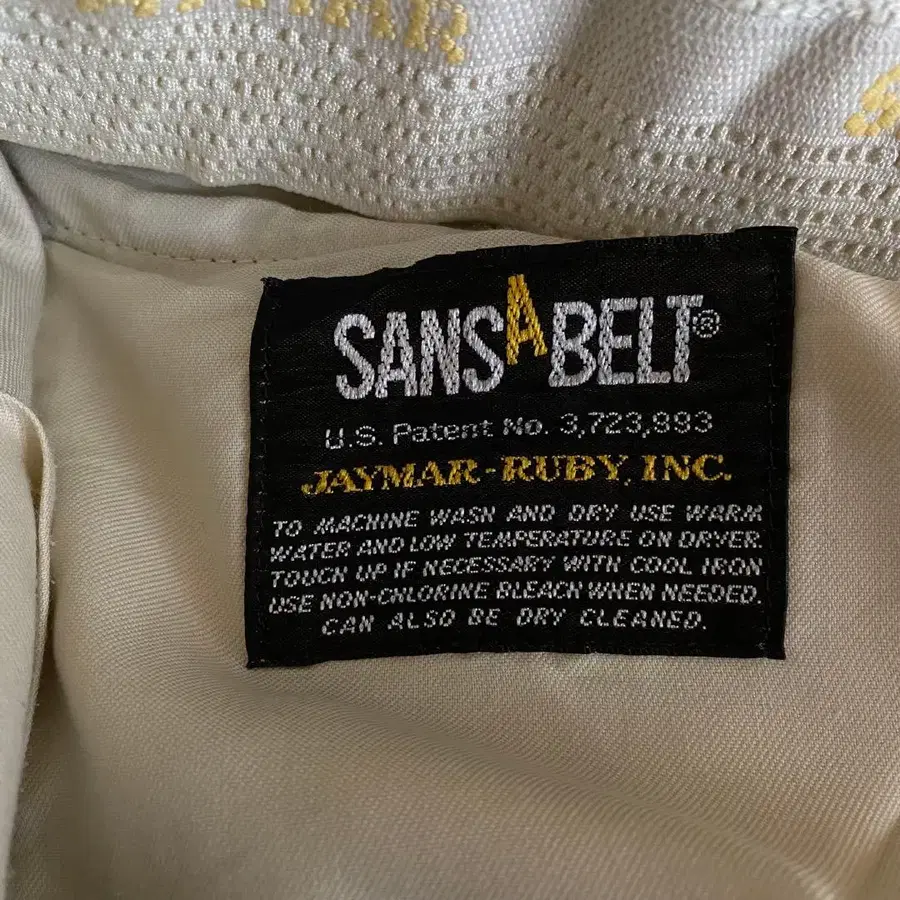 SANSABELT®
U.S. Patent No. 3,723,993
JAYMAR-RUBY, INC.
TO MACHINE WASH AND DRY USE WARM
WATER AND LOW TEMPERATURE ON DRYER.
TOUCH UP IF NECESSARY WITH COOL IRON
USE NON-CHLORINE BLEACH WHEN NEEDED.
CAN ALSO BE DRY CLEANED.